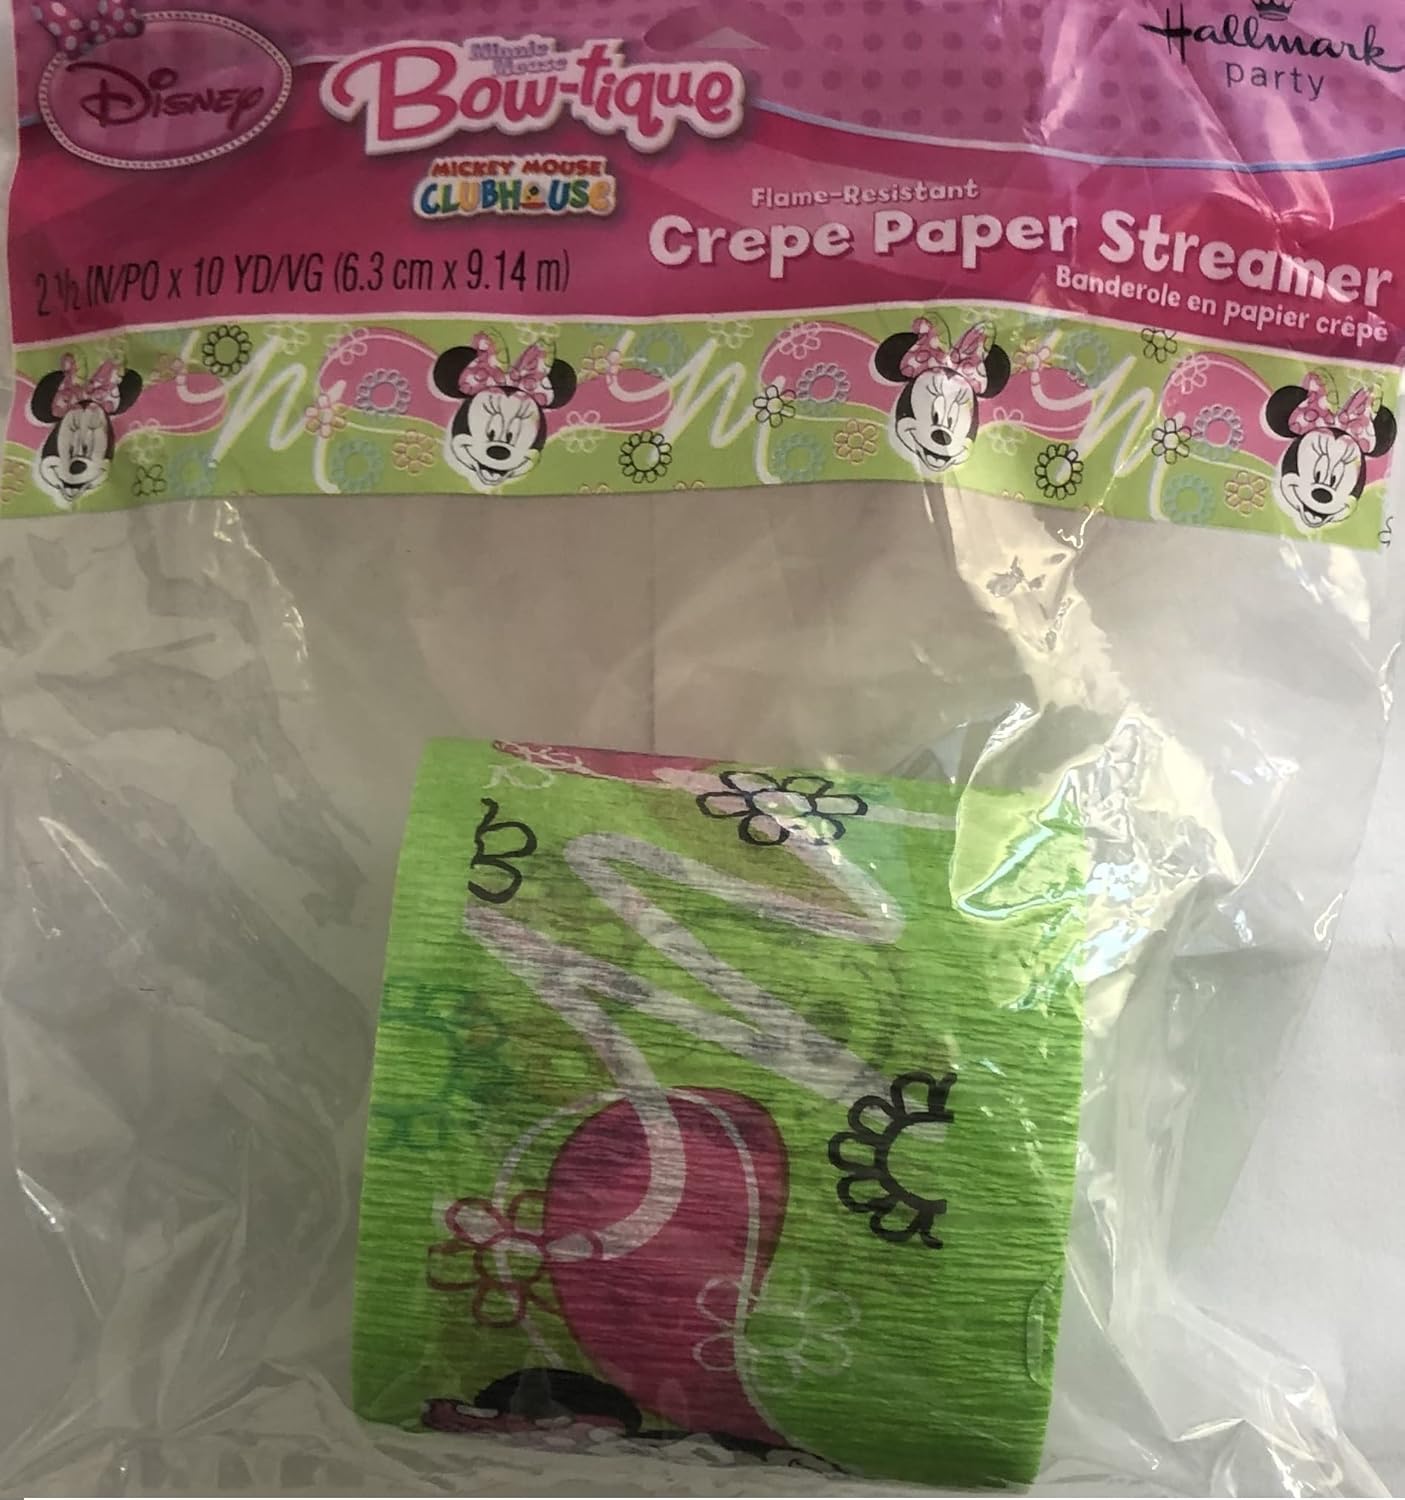 Disney
Minnie
Mouse
Bow-tique
MICKEY MOUSE
CLUBHOUSE
Hallmark
party
Flame-Resistant
Crepe Paper Streamer
Banderole en papier crêpé
2 ½ IN/PO x 10 YD/VG (6.3 cm x 9.14 m)